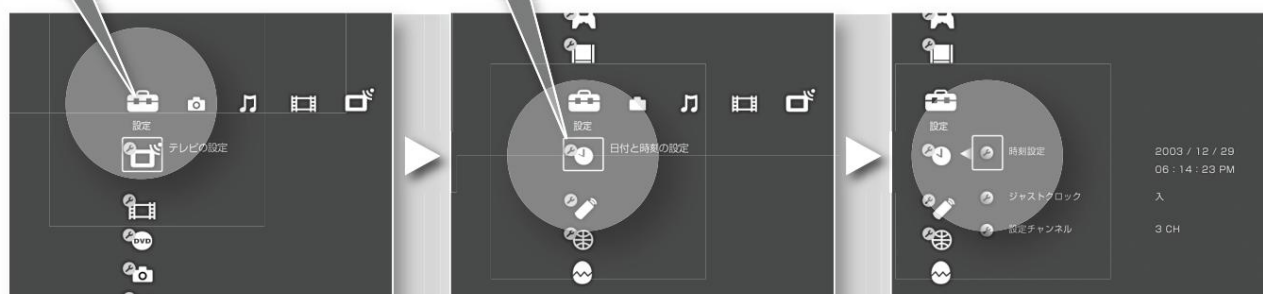 設定
テレビの設定
DVD
設定
日付と時刻の設定
設定
時刻設定
2003 / 12 / 29
06 : 14 : 23 PM
ジャストクロック
入
設定チャンネル
3 CH